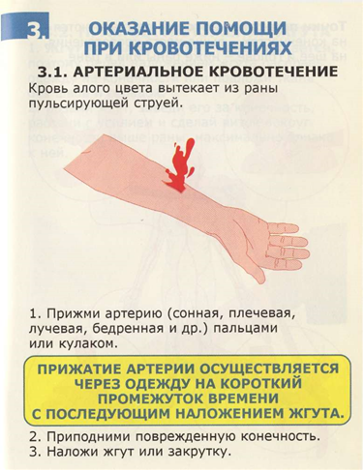 3.
ОКАЗАНИЕ ПОМОЩИ
ПРИ КРОВОТЕЧЕНИЯХ
3.1. АРТЕРИАЛЬНОЕ КРОВОТЕЧЕНИЕ
Кровь алого цвета вытекает из раны
пульсирующей струей.
1. Прижми артерию (сонная, плечевая,
лучевая, бедренная и др.) пальцами
или кулаком.
ПРИЖАТИЕ АРТЕРИИ ОСУЩЕСТВЛЯЕТСЯ
ЧЕРЕЗ ОДЕЖДУ НА КОРОТКИЙ
ПРОМЕЖУТОК ВРЕМЕНИ
С ПОСЛЕДУЮЩИМ НАЛОЖЕНИЕМ ЖГУТА.
2. Приподними поврежденную конечность.
3. Наложи жгут или закрутку.